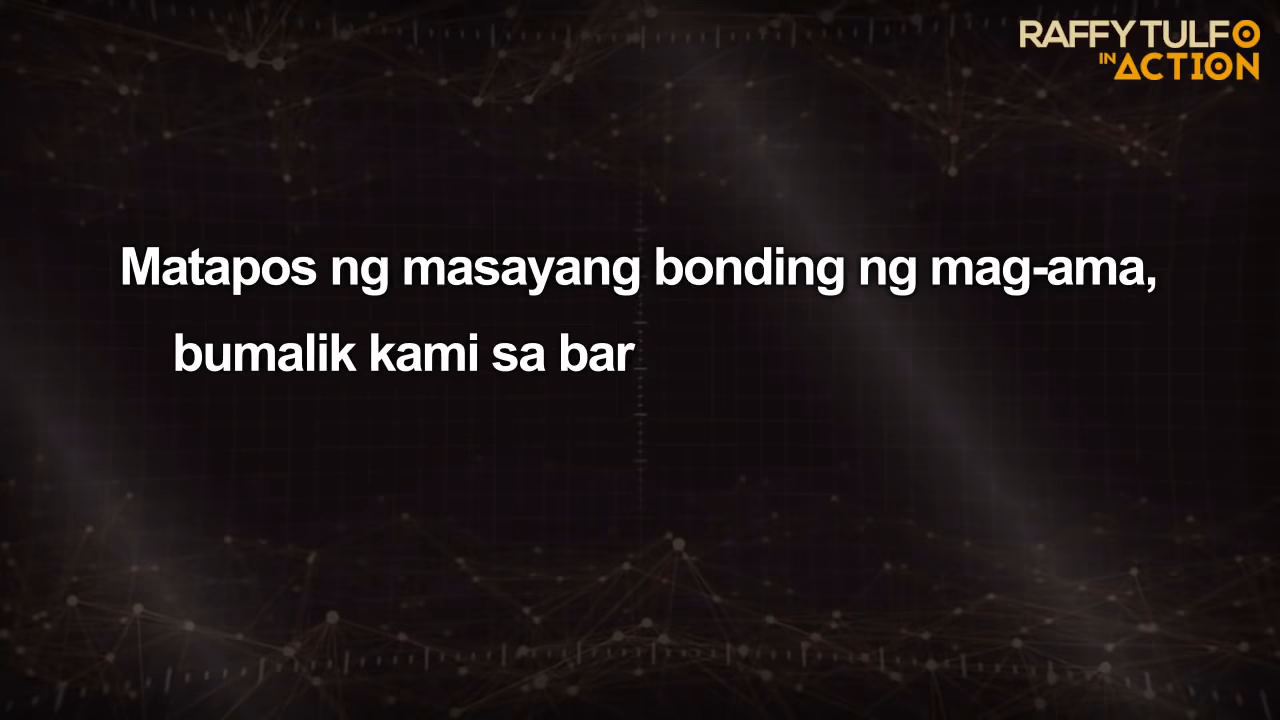 RAFFY TULFO
IN ACTION
Matapos ng masayang bonding ng mag-ama,
bumalik kami sa bar